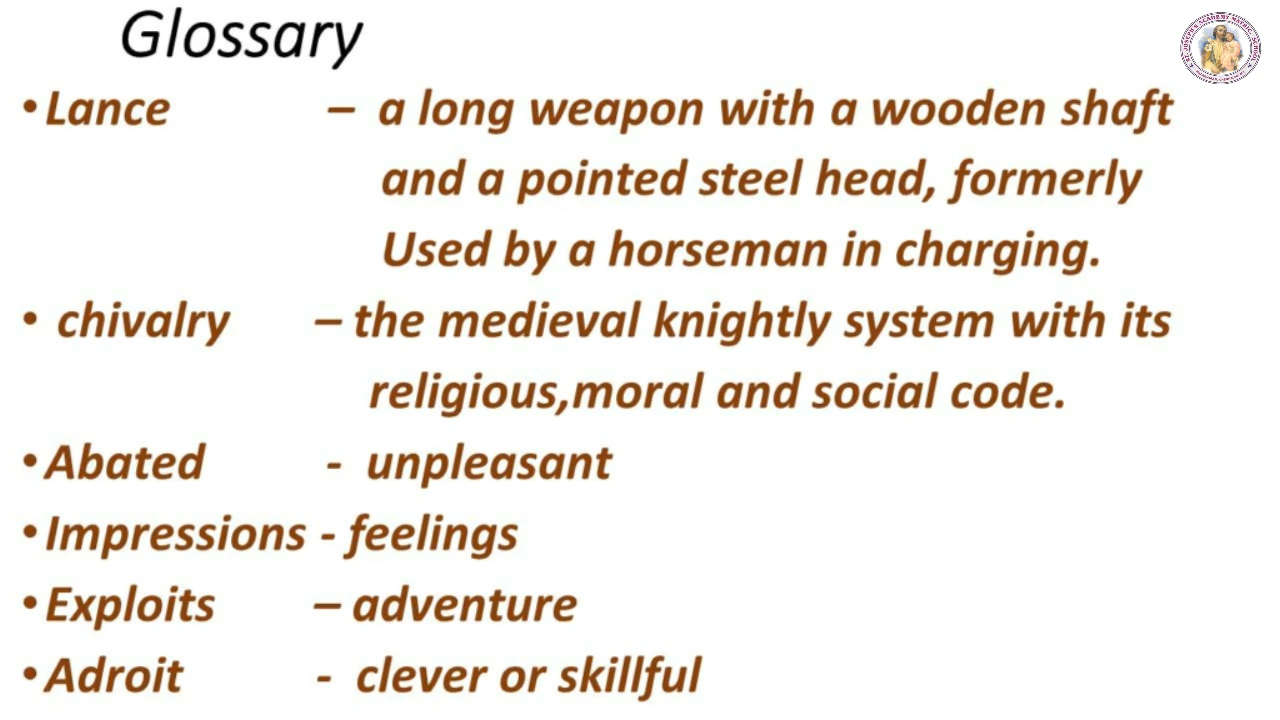 Glossary
• Lance – a long weapon with a wooden shaft
and a pointed steel head, formerly
Used by a horseman in charging.
• chivalry – the medieval knightly system with its
religious,moral and social code.
• Abated - unpleasant
• Impressions - feelings
• Exploits – adventure
• Adroit - clever or skillful